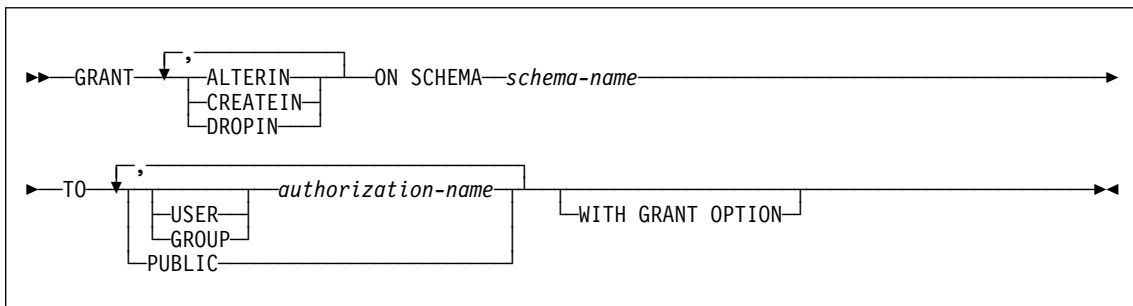 ,
GRANT ALTERIN ON SCHEMA schema-name
CREATEIN
DROPIN
,
TO authorization-name
USER WITH GRANT OPTION
GROUP
PUBLIC